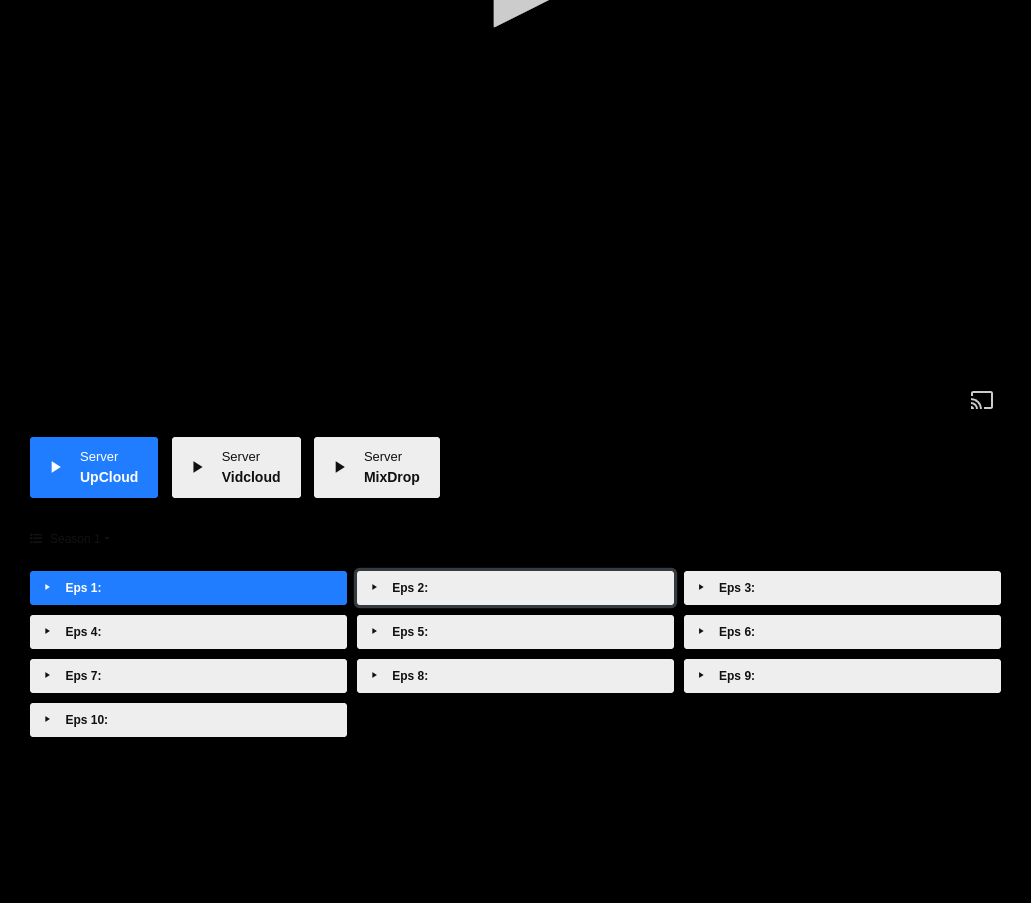 Server
UpCloud
Server
Vidcloud
Server
MixDrop
Season 1
Eps 1:
Eps 2:
Eps 3:
Eps 4:
Eps 5:
Eps 6:
Eps 7:
Eps 8:
Eps 9:
Eps 10: